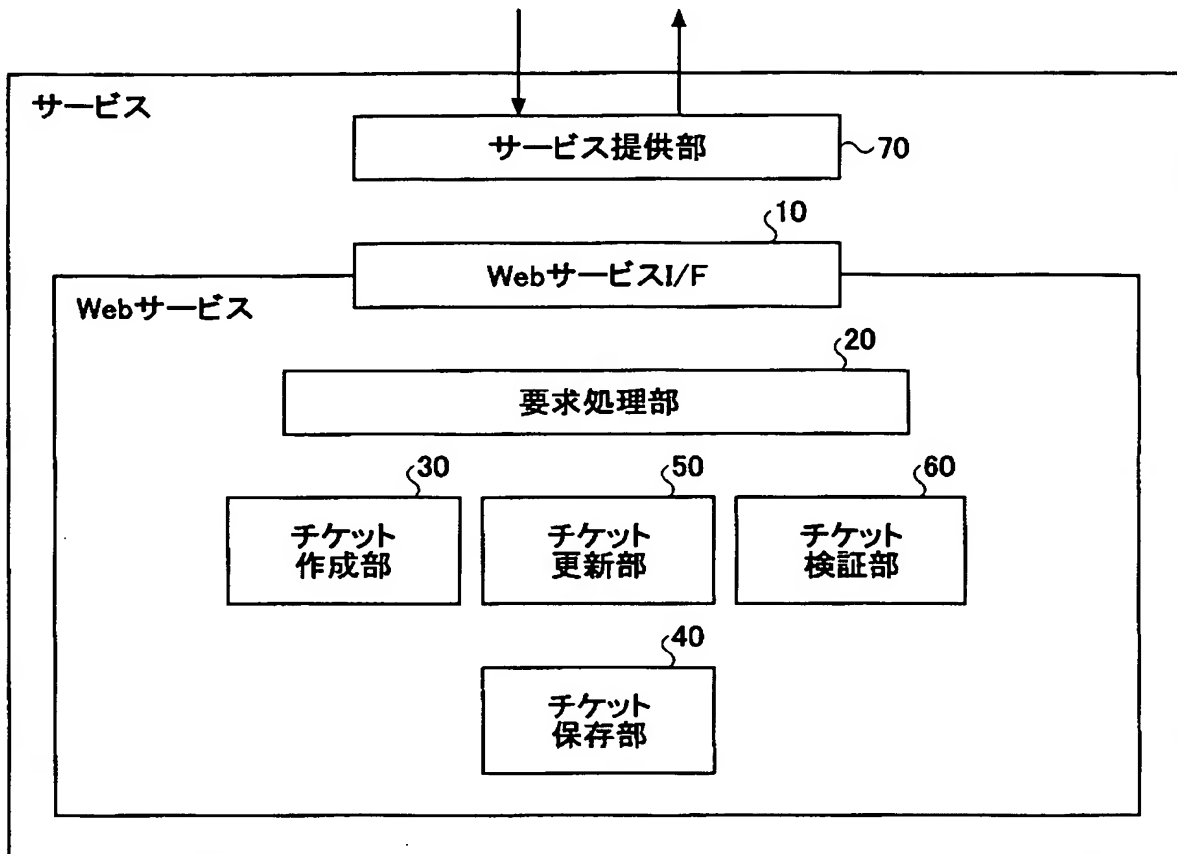 サービス
サービス提供部
70
10
WebサービスI/F
Webサービス
20
要求処理部
30
50
60
チケット
作成部
チケット
更新部
チケット
検証部
40
チケット
保存部